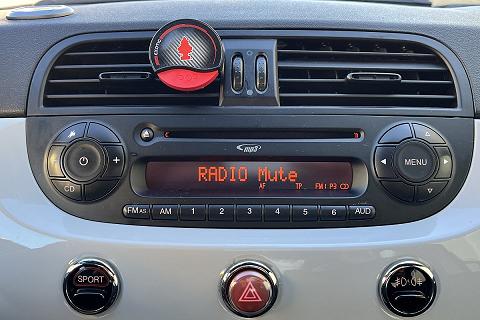 EXOTIC
mp3
RADIO Mute
AF TP FM1 P3 CD
CD
MENU
FM AS AM 1 2 3 4 5 6 AUD
SPORT